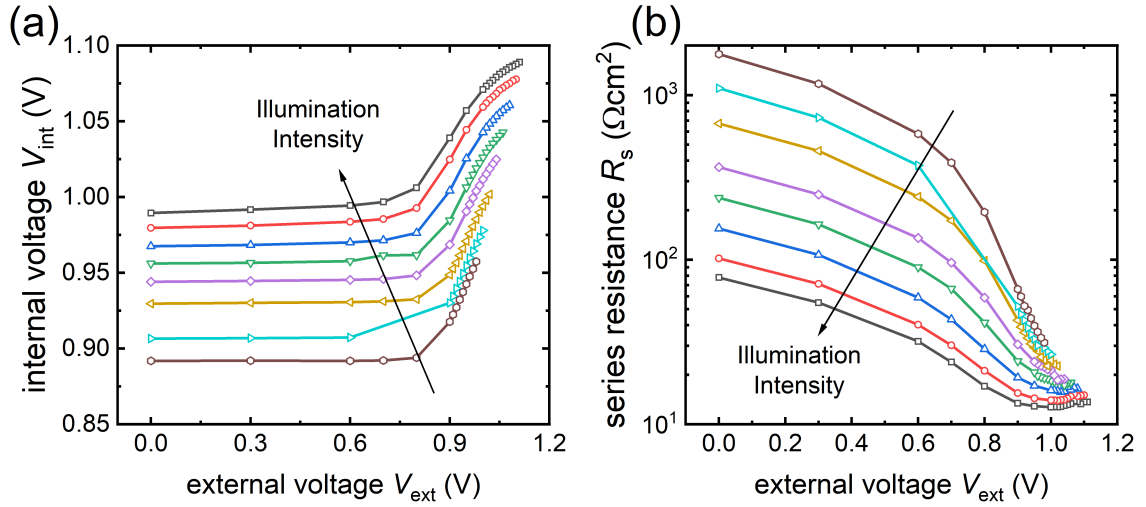 (a)
1.10
1.05
1.00
0.95
0.90
0.85
internal voltage Vint (V)
Illumination
Intensity
0.0 0.3 0.6 0.9 1.2
external voltage Vext (V)
(b)
10³
10²
10¹
series resistance Rs (Ωcm²)
Illumination
Intensity
0.0 0.2 0.4 0.6 0.8 1.0 1.2
external voltage Vext (V)